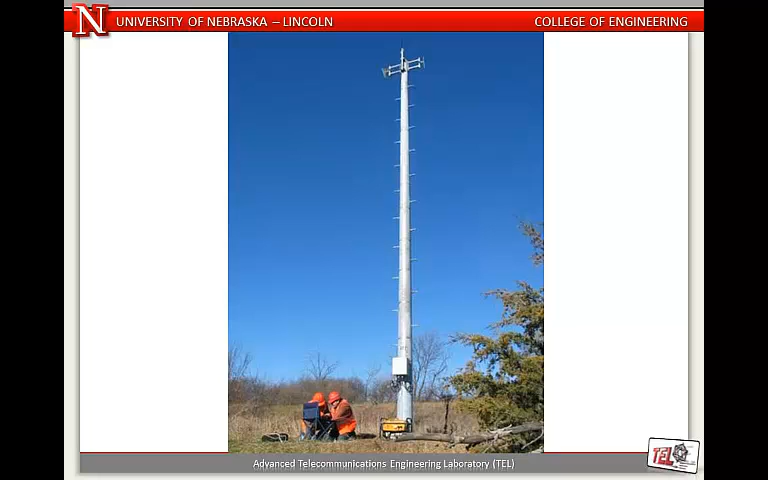 N UNIVERSITY OF NEBRASKA – LINCOLN
COLLEGE OF ENGINEERING
Advanced Telecommunications Engineering Laboratory (TEL)
TEL